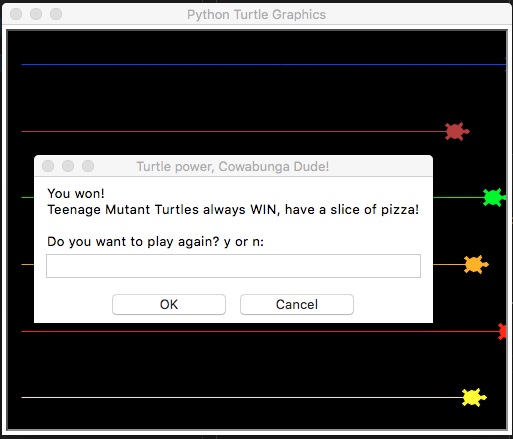 Python Turtle Graphics
Turtle power, Cowabunga Dude!
You won!
Teenage Mutant Turtles always WIN, have a slice of pizza!
Do you want to play again? y or n:
OK Cancel